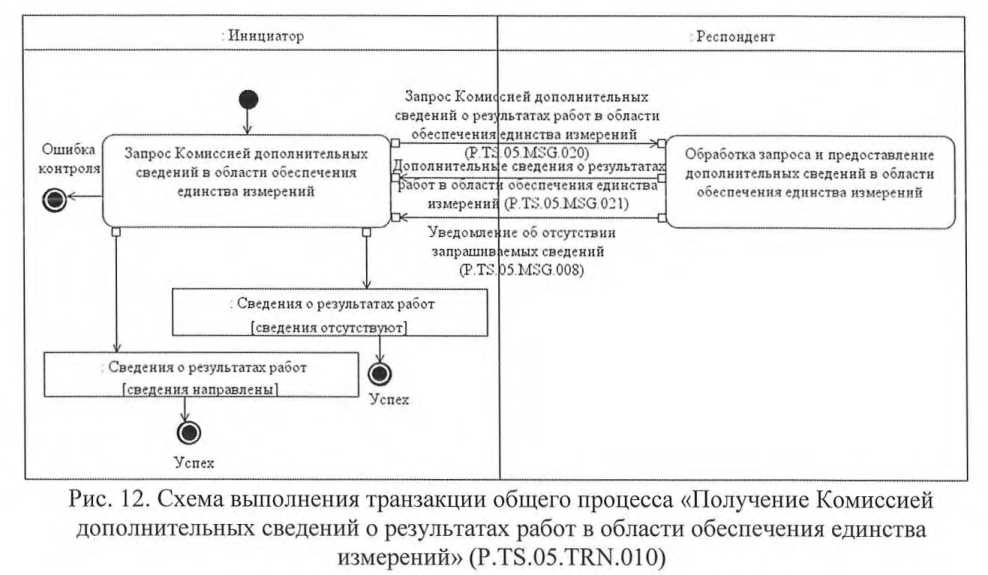 : Инициатор
: Респондент
Запрос Комиссией дополнительных
сведений о результатах работ в области
обеспечения единства измерений
(P.TS.05.MSG.020)
Ошибка
контроля
Запрос Комиссией дополнительных
сведений в области обеспечения
единства измерений
Дополнительные сведения о результатах
работ в области обеспечения единства
измерений (P.TS.05.MSG.021)
Обработка запроса и предоставление
дополнительных сведений в области
обеспечения единства измерений
Уведомление об отсутствии
запрашиваемых сведений
(P.TS.05.MSG.008)
: Сведения о результатах работ
[сведения отсутствуют]
: Сведения о результатах работ
[сведения направлены]
Успех
Успех
Рис. 12. Схема выполнения транзакции общего процесса «Получение Комиссией
дополнительных сведений о результатах работ в области обеспечения единства
измерений» (P.TS.05.TRN.010)